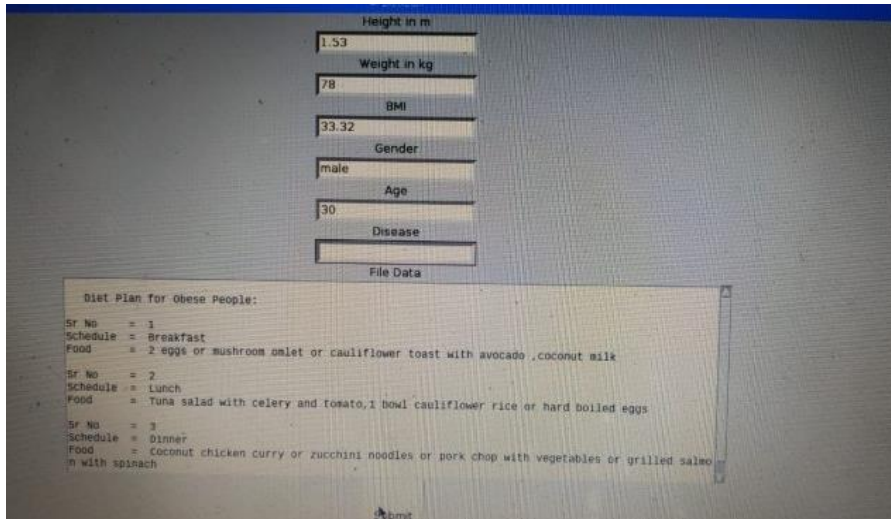 Height in m
1.53
Weight in kg
78
BMI
33.32
Gender
male
Age
30
Disease
File Data
Diet Plan for Obese People:
Sr No = 1
Schedule = Breakfast
Food = 2 eggs or mushroom omlet or cauliflower toast with avocado ,coconut milk
Sr No = 2
Schedule = Lunch
Food = Tuna salad with celery and tomato,1 bowl cauliflower rice or hard boiled eggs
Sr No = 3
Schedule = Dinner
Food = Coconut chicken curry or zucchini noodles or pork chop with vegetables or grilled salmo
n with spinach
Submit